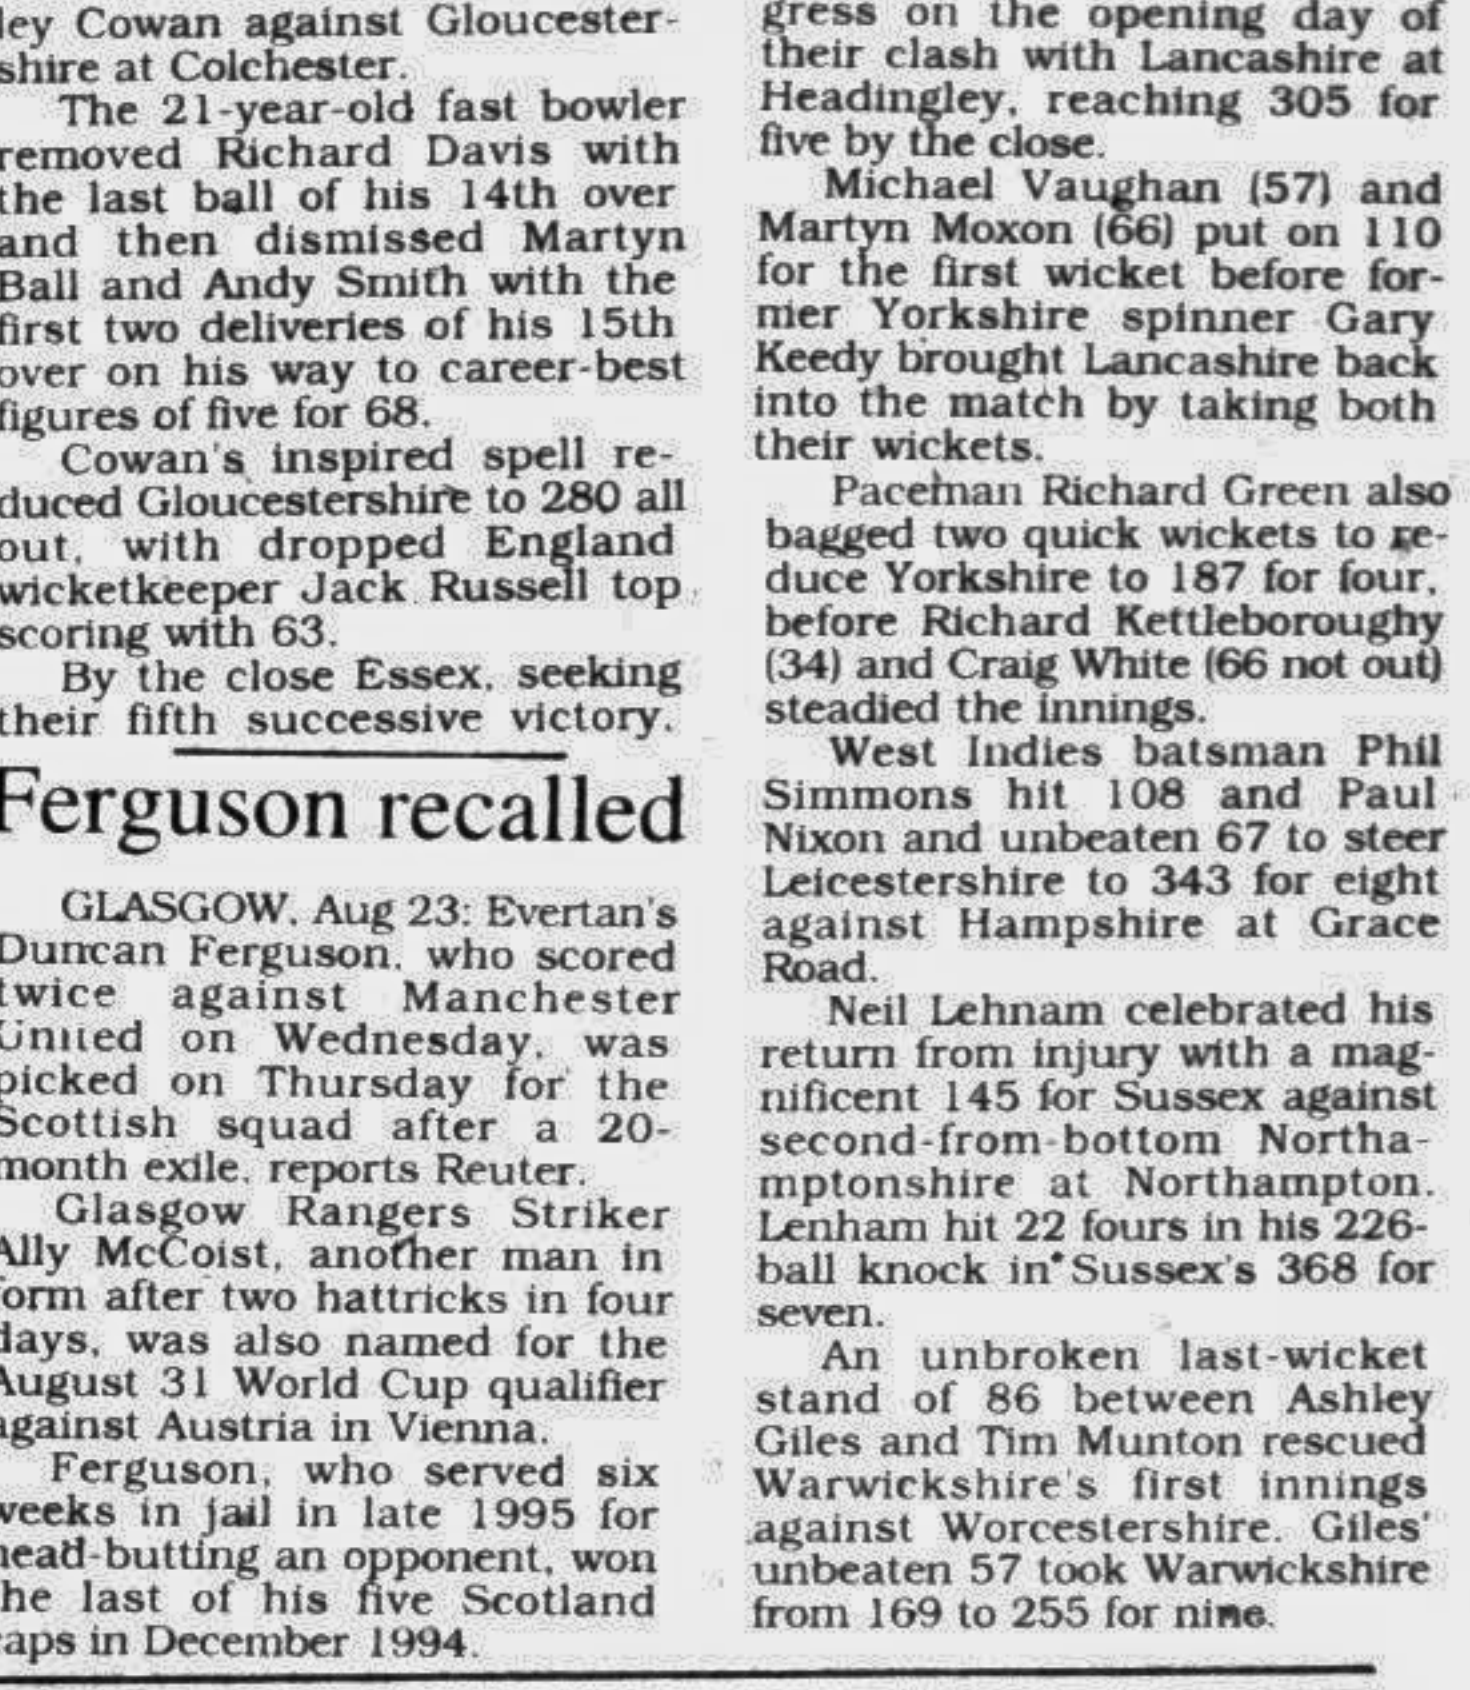 ley Cowan against Gloucester-
shire at Colchester.
The 21-year-old fast bowler
removed Richard Davis with
the last ball of his 14th over
and then dismissed Martyn
Ball and Andy Smith with the
first two deliveries of his 15th
over on his way to career-best
figures of five for 68.
Cowan's inspired spell re-
duced Gloucestershire to 280 all
out, with dropped England
wicketkeeper Jack Russell top
scoring with 63.
By the close Essex, seeking
their fifth successive victory,
Ferguson recalled
GLASGOW, Aug 23: Evertan's
Duncan Ferguson, who scored
twice against Manchester
United on Wednesday, was
picked on Thursday for the
Scottish squad after a 20-
month exile, reports Reuter.
Glasgow Rangers Striker
Ally McCoist, another man in
form after two hattricks in four
days, was also named for the
August 31 World Cup qualifier
against Austria in Vienna.
Ferguson, who served six
weeks in jail in late 1995 for
head-butting an opponent, won
the last of his five Scotland
caps in December 1994.
gress on the opening day of
their clash with Lancashire at
Headingley, reaching 305 for
five by the close.
Michael Vaughan (57) and
Martyn Moxon (66) put on 110
for the first wicket before for-
mer Yorkshire spinner Gary
Keedy brought Lancashire back
into the match by taking both
their wickets.
Paceman Richard Green also
bagged two quick wickets to re-
duce Yorkshire to 187 for four,
before Richard Kettleboroughy
(34) and Craig White (66 not out)
steadied the innings.
West Indies batsman Phil
Simmons hit 108 and Paul
Nixon and unbeaten 67 to steer
Leicestershire to 343 for eight
against Hampshire at Grace
Road.
Neil Lehnam celebrated his
return from injury with a mag-
nificent 145 for Sussex against
second-from-bottom Northa-
mptonshire at Northampton.
Lenham hit 22 fours in his 226-
ball knock in Sussex's 368 for
seven.
An unbroken last-wicket
stand of 86 between Ashley
Giles and Tim Munton rescued
Warwickshire's first innings
against Worcestershire. Giles'
unbeaten 57 took Warwickshire
from 169 to 255 for nine.